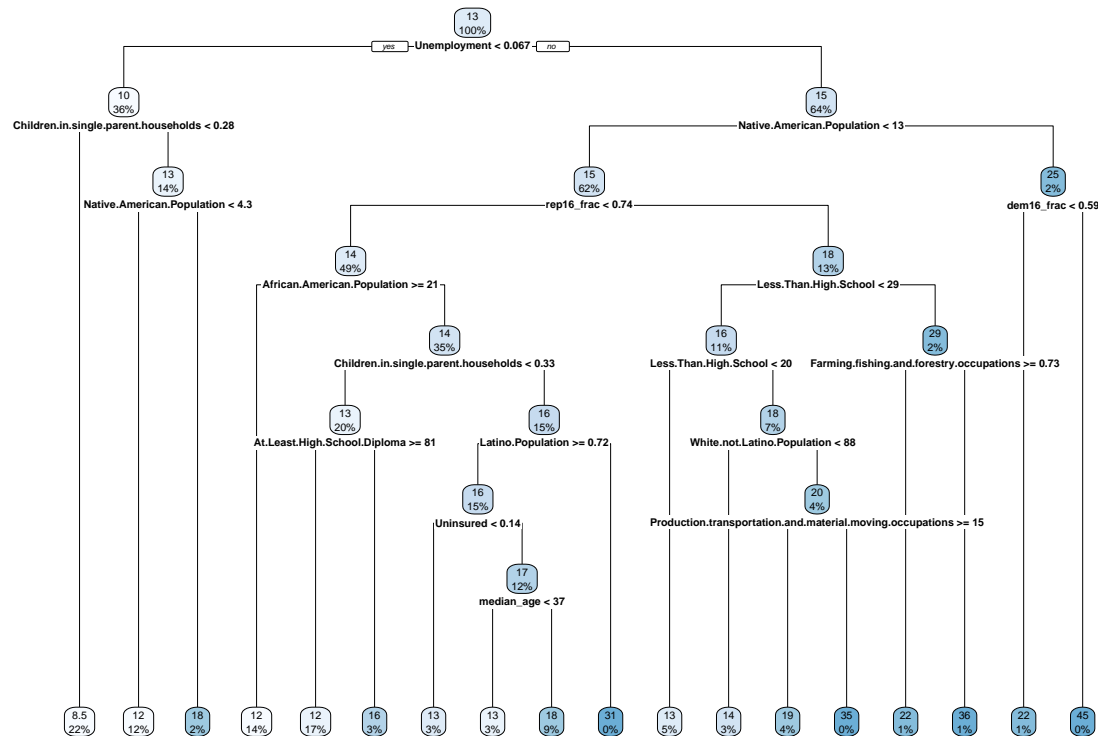 13
100%
yes Unemployment < 0.067 no
10
36%
Children.in.single.parent.households < 0.28
15
64%
Native.American.Population < 13
13
14%
Native.American.Population < 4.3
15
62%
rep16_frac < 0.74
25
2%
dem16_frac < 0.59
14
49%
African.American.Population >= 21
18
13%
Less.Than.High.School < 29
14
35%
Children.in.single.parent.households < 0.33
16
11%
Less.Than.High.School < 20
29
2%
Farming.fishing.and.forestry.occupations >= 0.73
13
20%
At.Least.High.School.Diploma >= 81
16
15%
Latino.Population >= 0.72
18
7%
White.not.Latino.Population < 88
16
15%
Uninsured < 0.14
20
4%
Production.transportation.and.material.moving.occupations >= 15
17
12%
median_age < 37
8.5 12 18 12 12 16 13 13 18 31 13 14 19 35 22 36 22 45
22% 12% 2% 14% 17% 3% 3% 3% 9% 0% 5% 3% 4% 0% 1% 1% 1% 0%